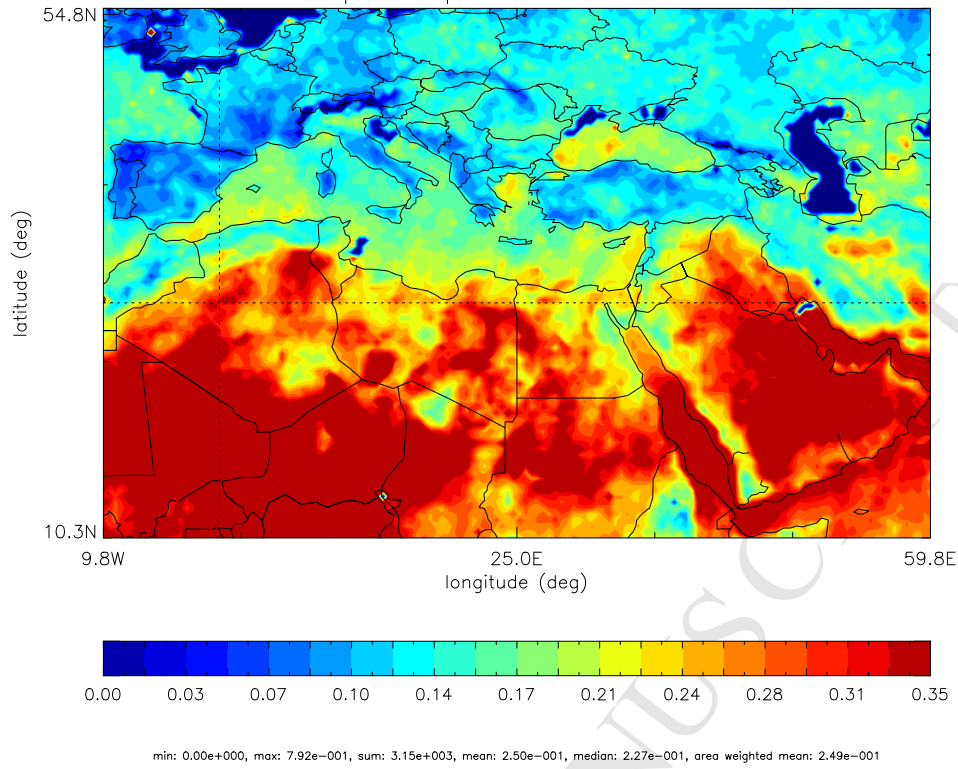 54.8N
latitude (deg)
10.3N
9.8W 25.0E 59.8E
longitude (deg)
0.00 0.03 0.07 0.10 0.14 0.17 0.21 0.24 0.28 0.31 0.35
min: 0.00e+000, max: 7.92e-001, sum: 3.15e+003, mean: 2.50e-001, median: 2.27e-001, area weighted mean: 2.49e-001
NUSC
T